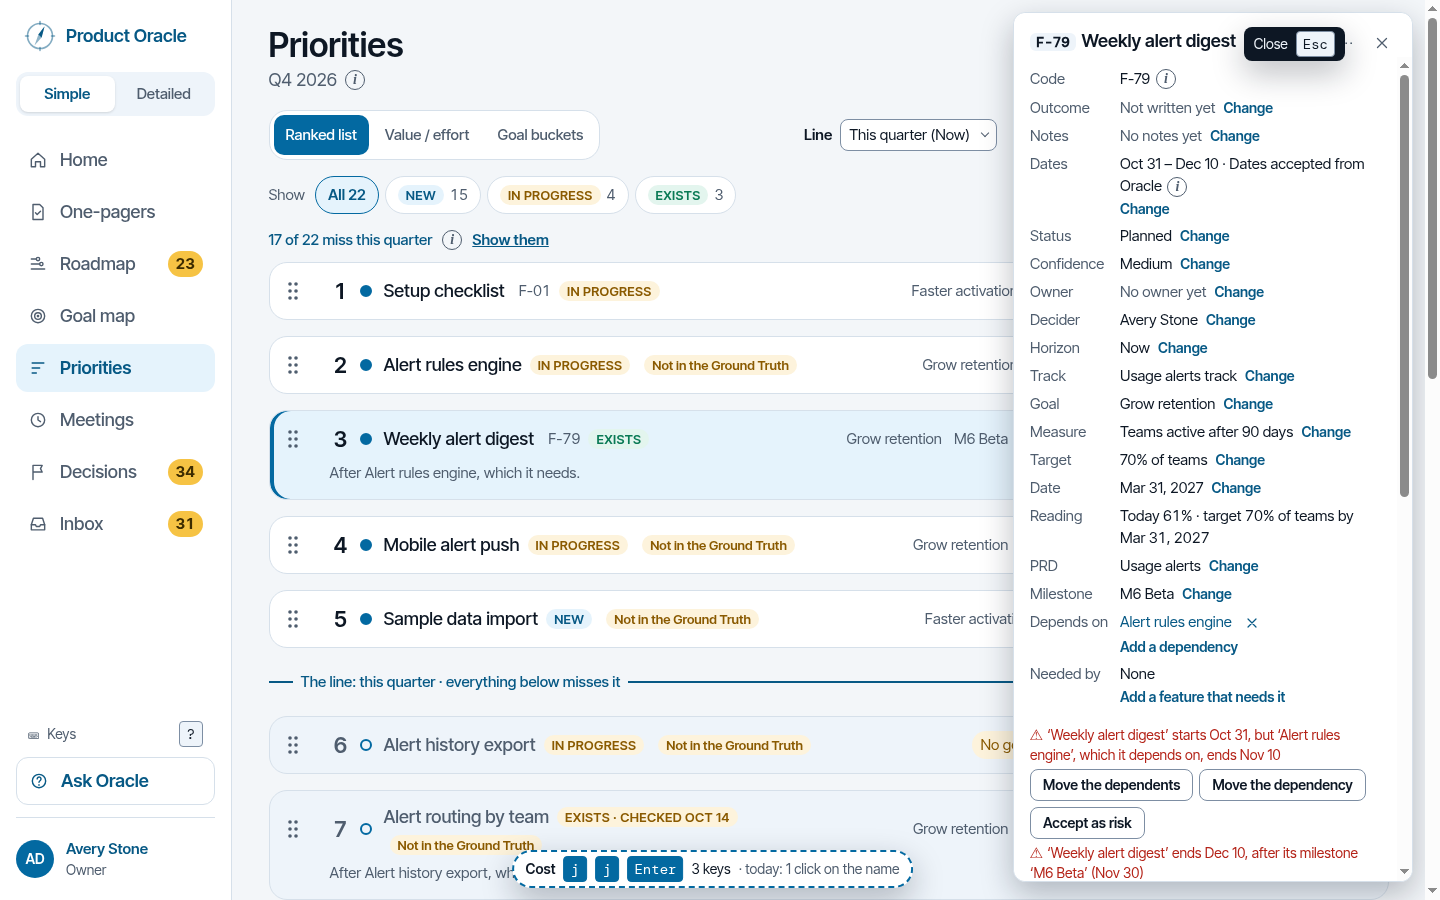 Product Oracle
Simple
Detailed
Home
One-pagers
Roadmap
23
Goal map
Priorities
Meetings
Decisions
34
Inbox
31
Keys
?
Ask Oracle
AD
Avery Stone
Owner
Priorities
Q4 2026 i
Ranked list
Value / effort
Goal buckets
Line
This quarter (Now)
Show
All 22
NEW 15
IN PROGRESS 4
EXISTS 3
17 of 22 miss this quarter i Show them
1 Setup checklist F-01 IN PROGRESS Faster activation
2 Alert rules engine IN PROGRESS Not in the Ground Truth Grow retention
3 Weekly alert digest F-79 EXISTS Grow retention M6 Beta
After Alert rules engine, which it needs.
4 Mobile alert push IN PROGRESS Not in the Ground Truth Grow retention
5 Sample data import NEW Not in the Ground Truth Faster activati
The line: this quarter · everything below misses it
6 Alert history export IN PROGRESS Not in the Ground Truth No g
7 Alert routing by team EXISTS · CHECKED OCT 14 Grow retention
Not in the Ground Truth
After Alert history export, wh
Cost j j Enter 3 keys · today: 1 click on the name
F-79 Weekly alert digest
Close Esc
Code F-79 i
Outcome Not written yet Change
Notes No notes yet Change
Dates Oct 31 – Dec 10 · Dates accepted from
Oracle i
Change
Status Planned Change
Confidence Medium Change
Owner No owner yet Change
Decider Avery Stone Change
Horizon Now Change
Track Usage alerts track Change
Goal Grow retention Change
Measure Teams active after 90 days Change
Target 70% of teams Change
Date Mar 31, 2027 Change
Reading Today 61% · target 70% of teams by
Mar 31, 2027
PRD Usage alerts Change
Milestone M6 Beta Change
Depends on Alert rules engine
Add a dependency
Needed by None
Add a feature that needs it
⚠ ‘Weekly alert digest’ starts Oct 31, but ‘Alert rules
engine’, which it depends on, ends Nov 10
Move the dependents
Move the dependency
Accept as risk
⚠ ‘Weekly alert digest’ ends Dec 10, after its milestone
‘M6 Beta’ (Nov 30)